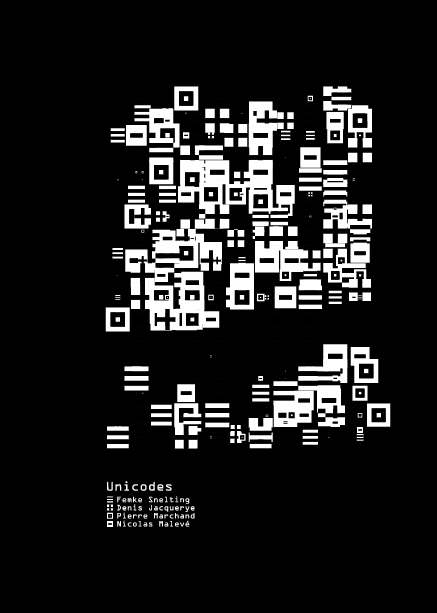 Unicodes
Femke Snelting
Denis Jacquerye
Pierre Marchand
Nicolas Malevé